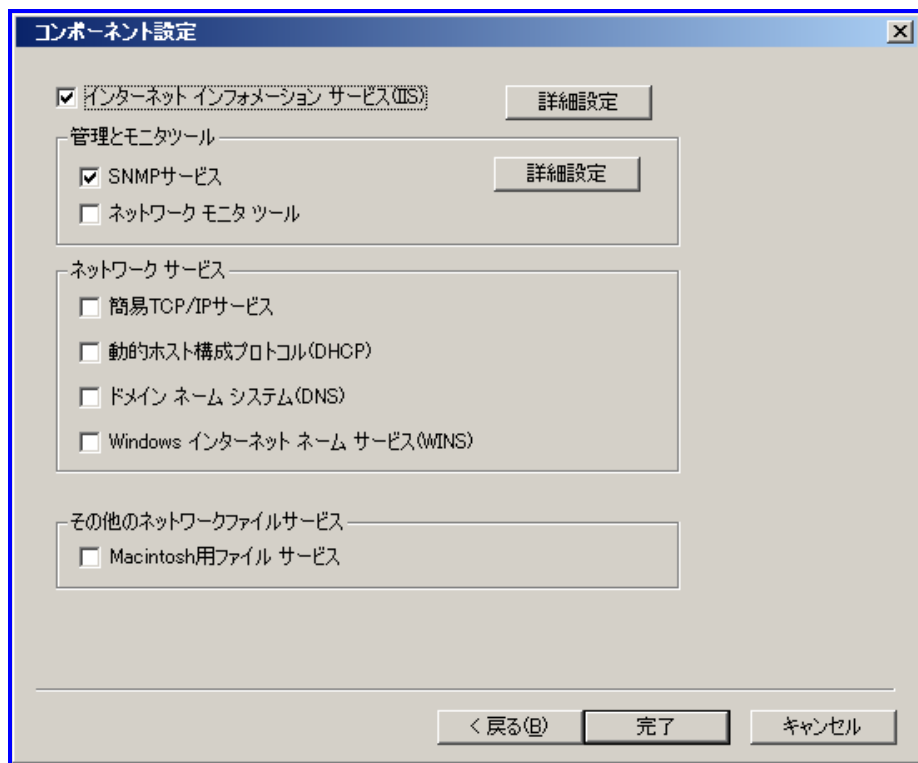 コンポーネント設定
インターネット インフォメーション サービス(IIS)
詳細設定
管理とモニタツール
SNMPサービス
詳細設定
ネットワーク モニタ ツール
ネットワーク サービス
簡易TCP/IPサービス
動的ホスト構成プロトコル(DHCP)
ドメイン ネーム システム(DNS)
Windows インターネット ネーム サービス(WINS)
その他のネットワークファイルサービス
Macintosh用ファイル サービス
< 戻る(B)
完了
キャンセル